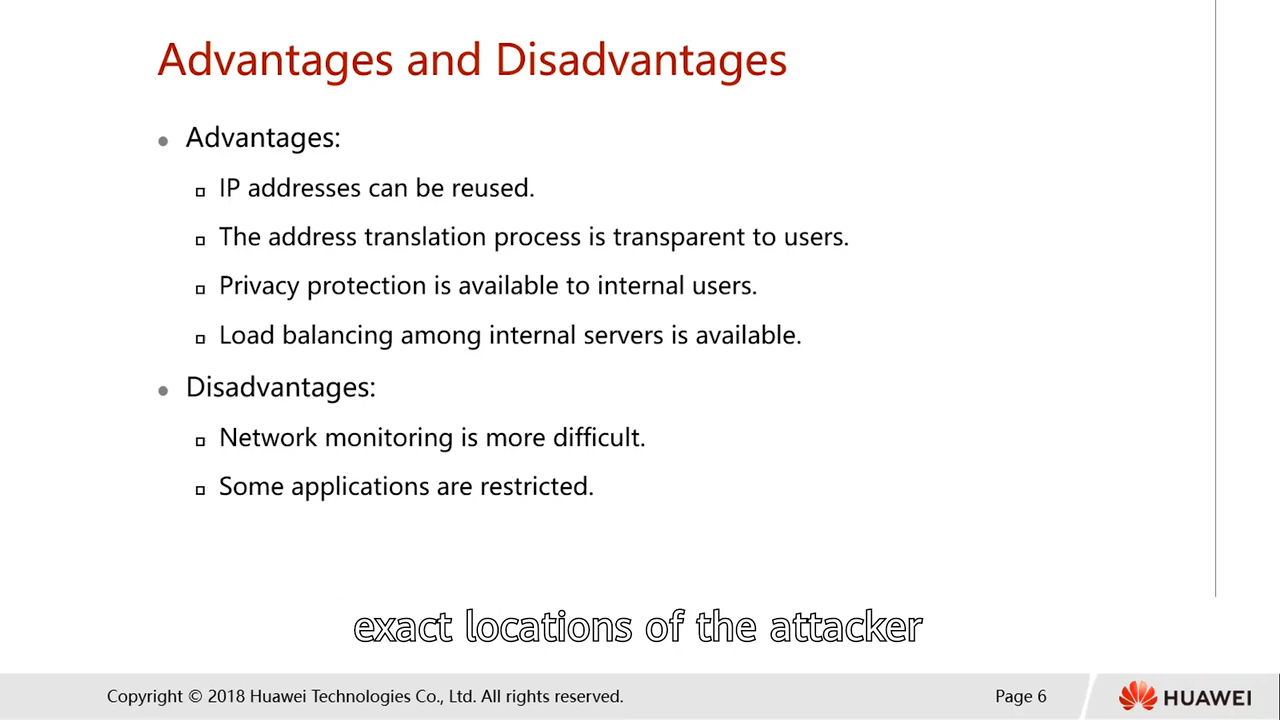 Advantages and Disadvantages
Advantages:
IP addresses can be reused.
The address translation process is transparent to users.
Privacy protection is available to internal users.
Load balancing among internal servers is available.
Disadvantages:
Network monitoring is more difficult.
Some applications are restricted.
exact locations of the attacker
Copyright © 2018 Huawei Technologies Co., Ltd. All rights reserved.
Page 6
HUAWEI